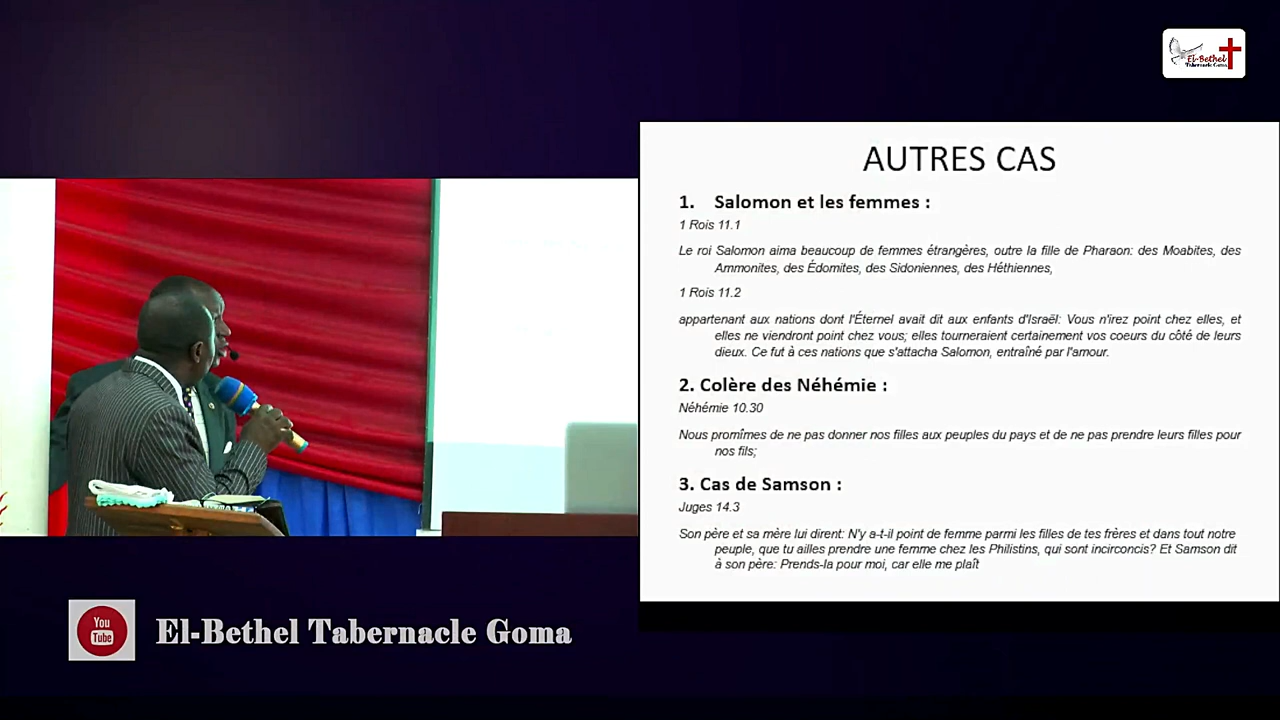 El-Bethel
Tabernacle Goma
AUTRES CAS
1. Salomon et les femmes :
1 Rois 11.1
Le roi Salomon aima beaucoup de femmes étrangères, outre la fille de Pharaon: des Moabites, des
Ammonites, des Édomites, des Sidoniennes, des Héthiennes,
1 Rois 11.2
appartenant aux nations dont l'Éternel avait dit aux enfants d'Israël: Vous n'irez point chez elles, et
elles ne viendront point chez vous; elles tourneraient certainement vos coeurs du côté de leurs
dieux. Ce fut à ces nations que s'attacha Salomon, entraîné par l'amour.
2. Colère des Néhémie :
Néhémie 10.30
Nous promîmes de ne pas donner nos filles aux peuples du pays et de ne pas prendre leurs filles pour
nos fils;
3. Cas de Samson :
Juges 14.3
Son père et sa mère lui dirent: N'y a-t-il point de femme parmi les filles de tes frères et dans tout notre
peuple, que tu ailles prendre une femme chez les Philistins, qui sont incirconcis? Et Samson dit
à son père: Prends-la pour moi, car elle me plaît
You
Tube
El-Bethel Tabernacle Goma